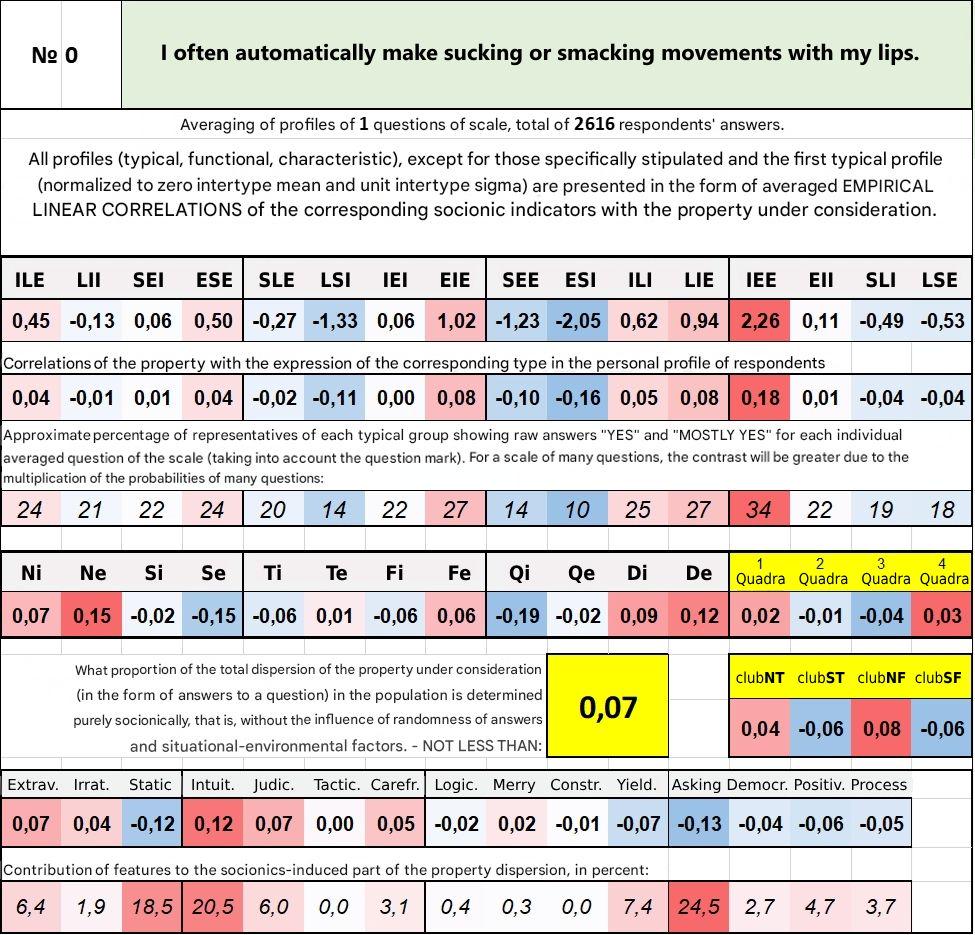 № 0
I often automatically make sucking or smacking movements with my lips.
Averaging of profiles of 1 questions of scale, total of 2616 respondents' answers.
All profiles (typical, functional, characteristic), except for those specifically stipulated and the first typical profile
(normalized to zero intertype mean and unit intertype sigma) are presented in the form of averaged EMPIRICAL
LINEAR CORRELATIONS of the corresponding socionic indicators with the property under consideration.
ILE LII SEI ESE SLE LSI IEI EIE SEE ESI ILI LIE IEE EII SLI LSE
0,45 -0,13 0,06 0,50 -0,27 -1,33 0,06 1,02 -1,23 -2,05 0,62 0,94 2,26 0,11 -0,49 -0,53
Correlations of the property with the expression of the corresponding type in the personal profile of respondents
0,04 -0,01 0,01 0,04 -0,02 -0,11 0,00 0,08 -0,10 -0,16 0,05 0,08 0,18 0,01 -0,04 -0,04
Approximate percentage of representatives of each typical group showing raw answers "YES" and "MOSTLY YES" for each individual
averaged question of the scale (taking into account the question mark). For a scale of many questions, the contrast will be greater due to the
multiplication of the probabilities of many questions:
24 21 22 24 20 14 22 27 14 10 25 27 34 22 19 18
Ni Ne Si Se Ti Te Fi Fe Qi Qe Di De 1 Quadra 2 Quadra 3 Quadra 4 Quadra
0,07 0,15 -0,02 -0,15 -0,06 0,01 -0,06 0,06 -0,19 -0,02 0,09 0,12 0,02 -0,01 -0,04 0,03
What proportion of the total dispersion of the property under consideration
(in the form of answers to a question) in the population is determined
purely socionically, that is, without the influence of randomness of answers
and situational-environmental factors. - NOT LESS THAN:
0,07
clubNT clubST clubNF clubSF
0,04 -0,06 0,08 -0,06
Extrav. Irrat. Static Intuit. Judic. Tactic. Carefr. Logic. Merry Constr. Yield. Asking Democr. Positiv. Process
0,07 0,04 -0,12 0,12 0,07 0,00 0,05 -0,02 0,02 -0,01 -0,07 -0,13 -0,04 -0,06 -0,05
Contribution of features to the socionics-induced part of the property dispersion, in percent:
6,4 1,9 18,5 20,5 6,0 0,0 3,1 0,4 0,3 0,0 7,4 24,5 2,7 4,7 3,7